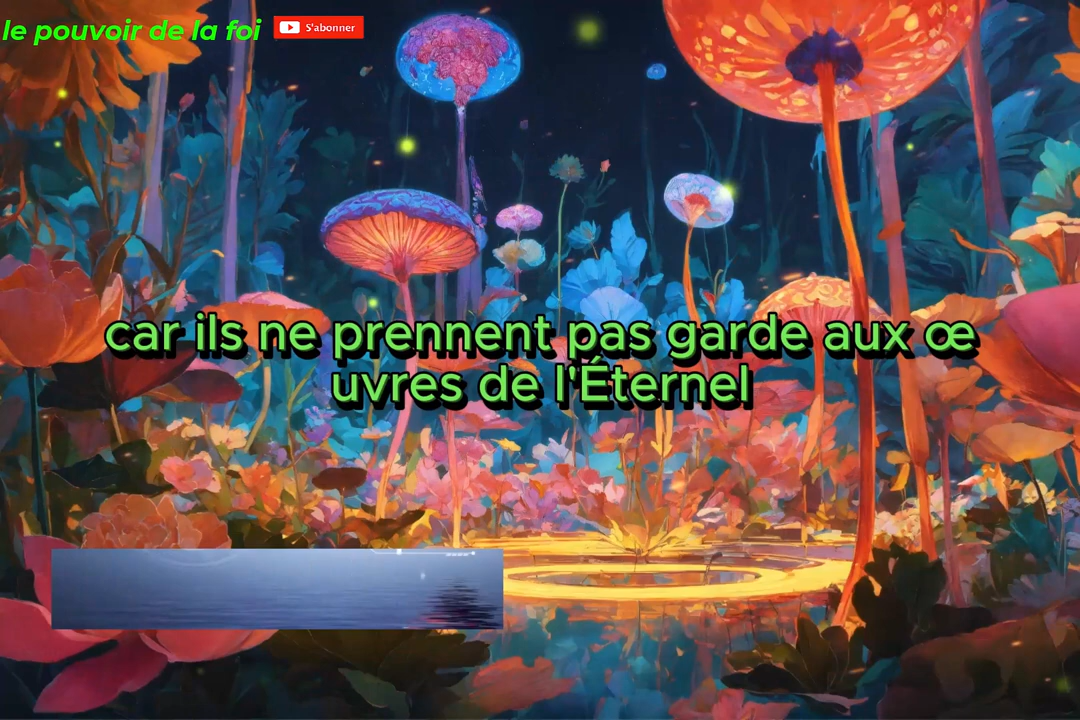 le pouvoir de la foi
S'abonner
car ils ne prennent pas garde aux œ
uvres de l'Éternel